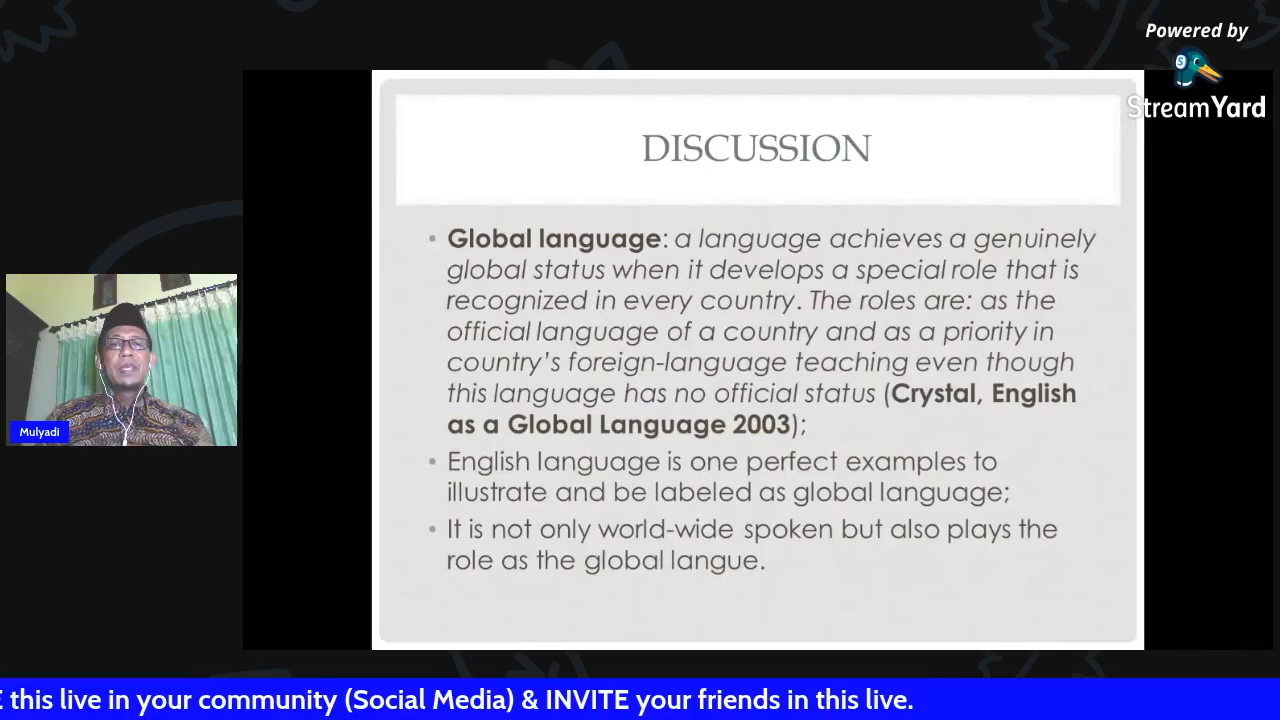 Powered by
StreamYard
DISCUSSION
• Global language: a language achieves a genuinely
global status when it develops a special role that is
recognized in every country. The roles are: as the
official language of a country and as a priority in
country's foreign-language teaching even though
this language has no official status (Crystal, English
as a Global Language 2003);
• English language is one perfect examples to
illustrate and be labeled as global language;
• It is not only world-wide spoken but also plays the
role as the global langue.
Mulyadi
this live in your community (Social Media) & INVITE your friends in this live.